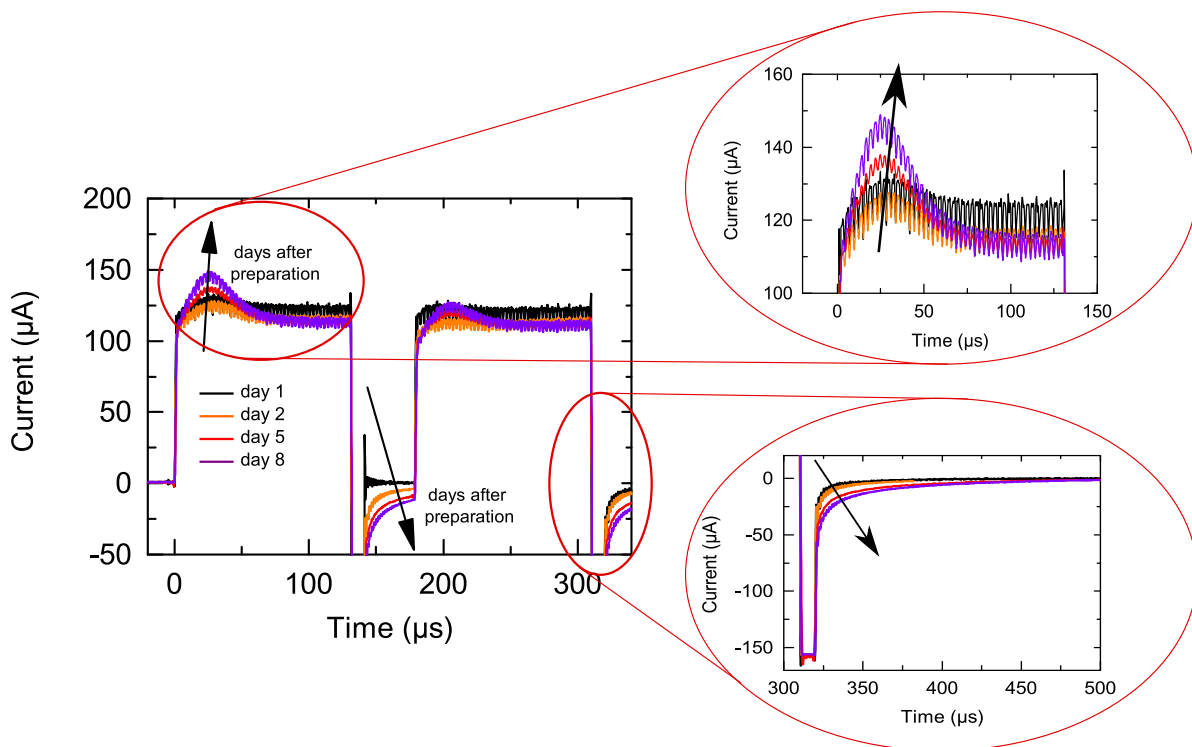 200
150
100
50
0
-50
Current (µA)
0
100
200
300
Time (µs)
days after
preparation
day 1
day 2
day 5
day 8
days after
preparation
160
140
120
100
Current (µA)
0
50
100
150
Time (µs)
0
-50
-100
-150
Current (µA)
300
350
400
450
500
Time (µs)